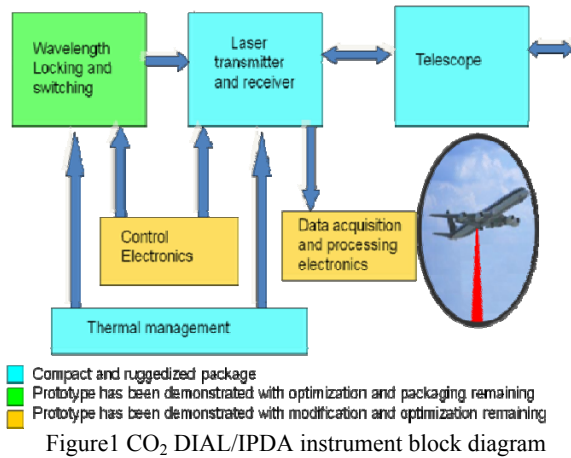 Wavelength
Locking and
switching
Laser
transmitter
and receiver
Telescope
Control
Electronics
Data acquisition
and processing
electronics
Thermal management
Compact and ruggedized package
Prototype has been demonstrated with optimization and packaging remaining
Prototype has been demonstrated with modification and optimization remaining
Figure1 CO₂ DIAL/IPDA instrument block diagram